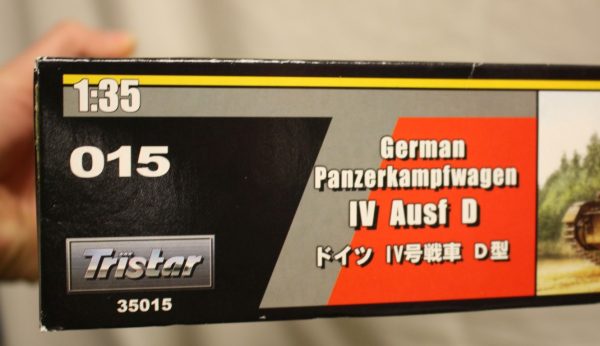 1:35
015
German
Panzerkampfwagen
IV Ausf D
ドイツ IV号戦車 D型
Tristar
35015